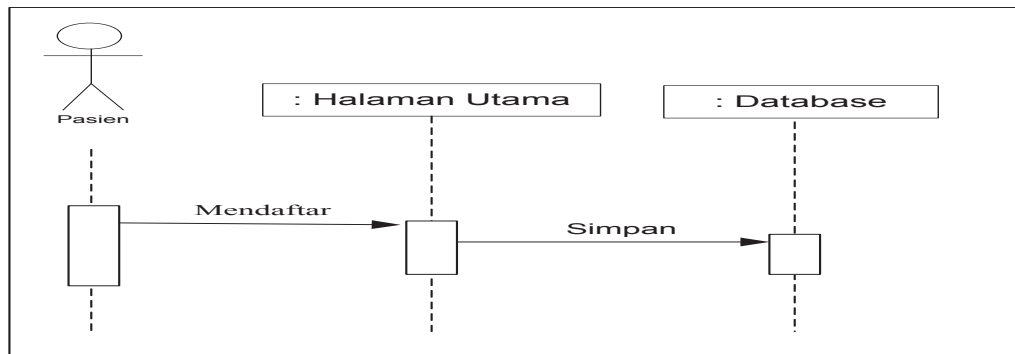 Pasien
: Halaman Utama
: Database
Mendaftar
Simpan